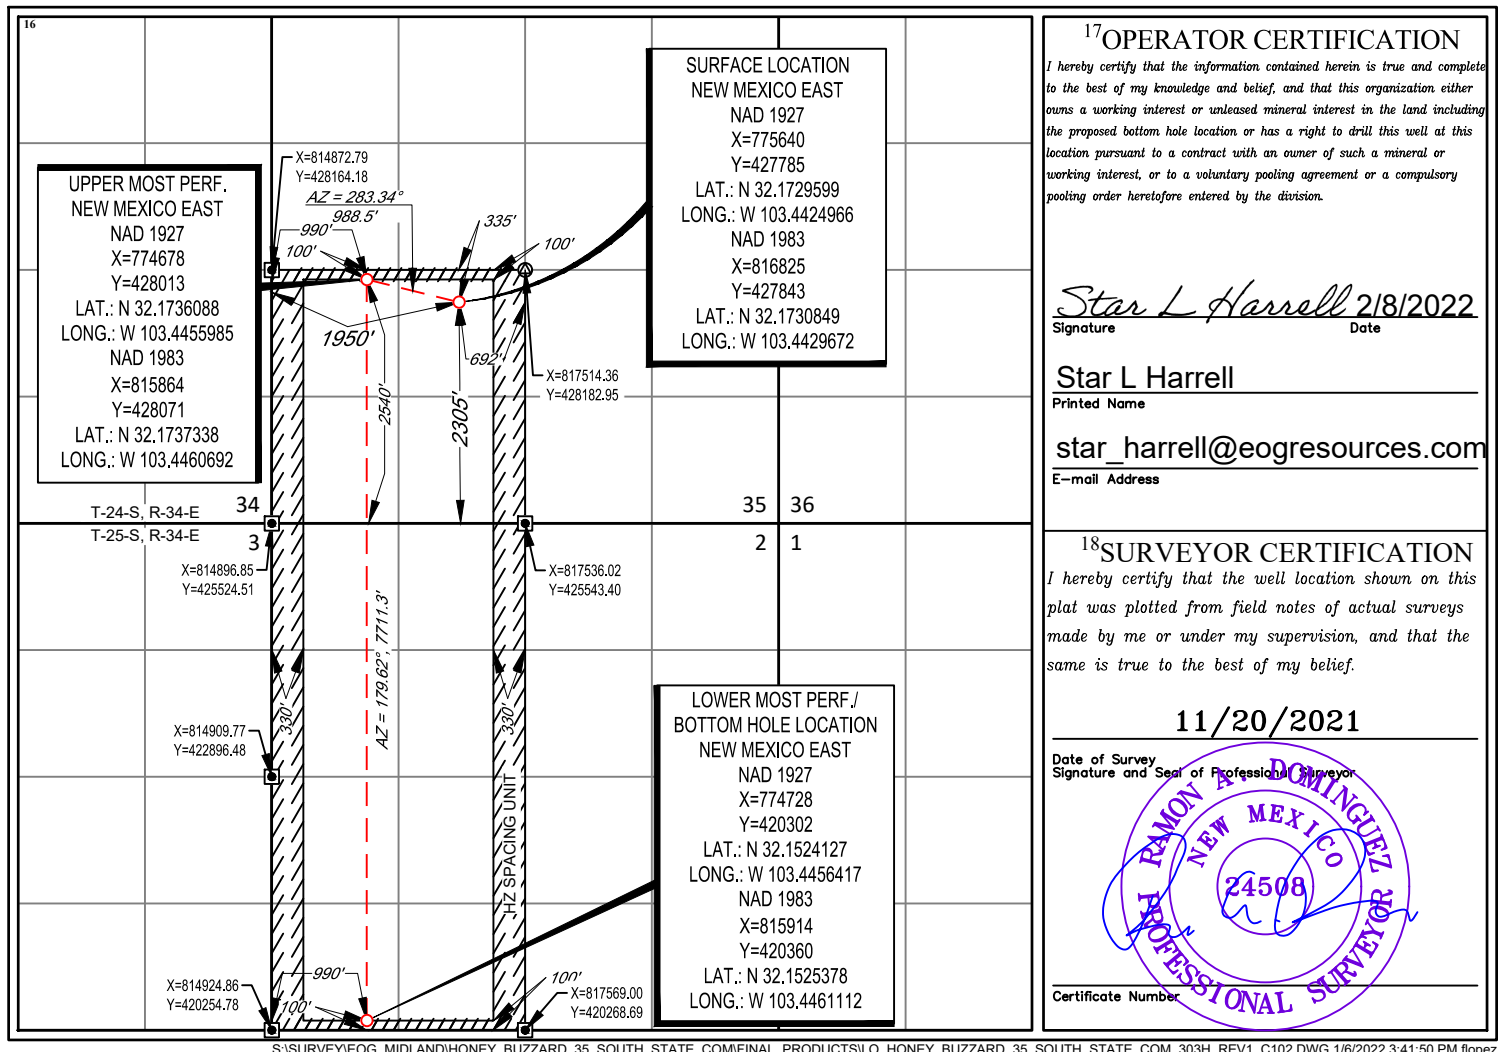 16
X=814872.79
Y=428164.18
AZ = 283.34°
988.5'
990'
100'
335'
100'
UPPER MOST PERF.
NEW MEXICO EAST
NAD 1927
X=774678
Y=428013
LAT.: N 32.1736088
LONG.: W 103.4455985
NAD 1983
X=815864
Y=428071
LAT.: N 32.1737338
LONG.: W 103.4460692
SURFACE LOCATION
NEW MEXICO EAST
NAD 1927
X=775640
Y=427785
LAT.: N 32.1729599
LONG.: W 103.4424966
NAD 1983
X=816825
Y=427843
LAT.: N 32.1730849
LONG.: W 103.4429672
1950'
692'
2540'
2305'
X=817514.36
Y=428182.95
T-24-S, R-34-E
T-25-S, R-34-E
34
3
35
36
2
1
X=814896.85
Y=425524.51
X=817536.02
Y=425543.40
AZ = 179.62°, 7711.3'
330'
330'
X=814909.77
Y=422896.48
HZ SPACING UNIT
LOWER MOST PERF./
BOTTOM HOLE LOCATION
NEW MEXICO EAST
NAD 1927
X=774728
Y=420302
LAT.: N 32.1524127
LONG.: W 103.4456417
NAD 1983
X=815914
Y=420360
LAT.: N 32.1525378
LONG.: W 103.4461112
X=814924.86
Y=420254.78
990'
100'
100'
X=817569.00
Y=420268.69
17OPERATOR CERTIFICATION
I hereby certify that the information contained herein is true and complete
to the best of my knowledge and belief, and that this organization either
owns a working interest or unleased mineral interest in the land including
the proposed bottom hole location or has a right to drill this well at this
location pursuant to a contract with an owner of such a mineral or
working interest, or to a voluntary pooling agreement or a compulsory
pooling order heretofore entered by the division.
Star L Harrell 2/8/2022
Signature Date
Star L Harrell
Printed Name
star_harrell@eogresources.com
E-mail Address
18SURVEYOR CERTIFICATION
I hereby certify that the well location shown on this
plat was plotted from field notes of actual surveys
made by me or under my supervision, and that the
same is true to the best of my belief.
11/20/2021
Date of Survey
Signature and Seal of Professional Surveyor
RAMON A. DOMINGUEZ
NEW MEXICO
24508
PROFESSIONAL SURVEYOR
Certificate Number
S:\SURVEY\EOG_MIDLAND\HONEY_BUZZARD_35_SOUTH_STATE_COM\FINAL_PRODUCTS\LO_HONEY_BUZZARD_35_SOUTH_STATE_COM_303H_REV1_C102.DWG 1/6/2022 3:41:50 PM flopez